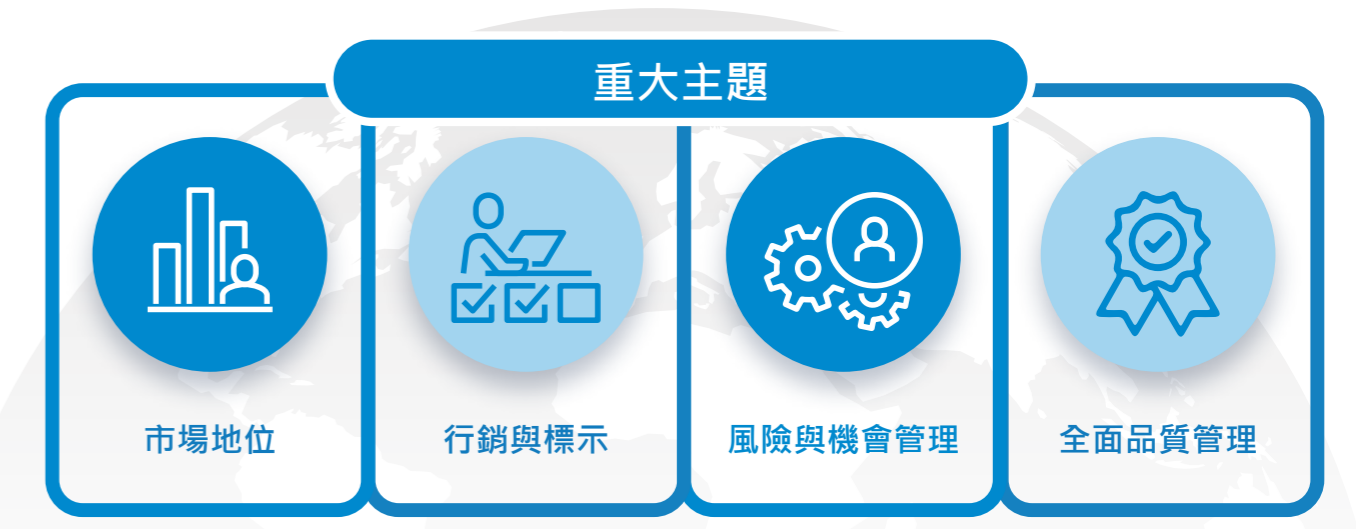 重大主題
市場地位
行銷與標示
風險與機會管理
全面品質管理